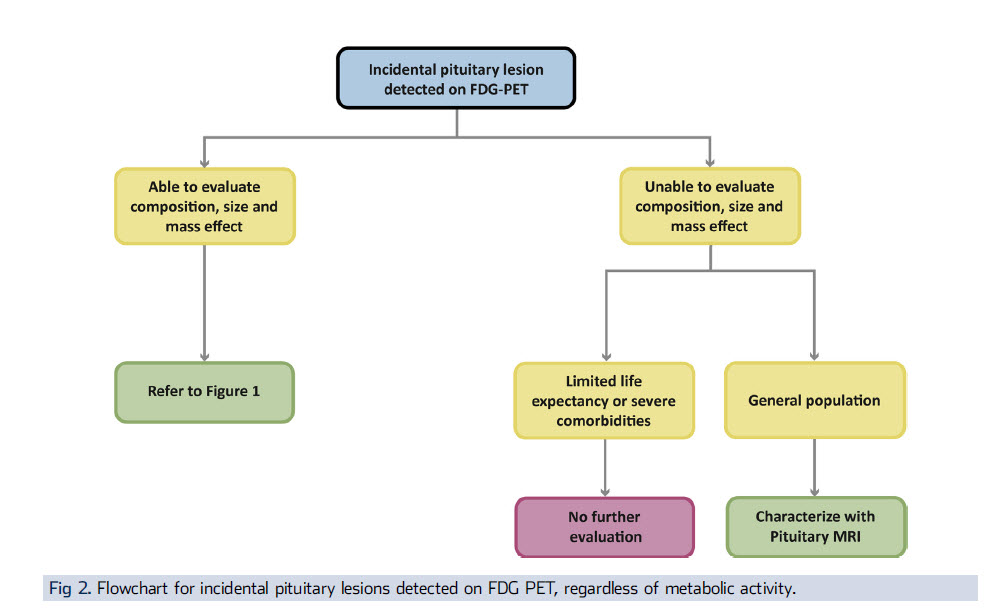 Incidental pituitary lesion
detected on FDG-PET
Able to evaluate
composition, size and
mass effect
Unable to evaluate
composition, size and
mass effect
Refer to Figure 1
Limited life
expectancy or severe
comorbidities
General population
No further
evaluation
Characterize with
Pituitary MRI
Fig 2. Flowchart for incidental pituitary lesions detected on FDG PET, regardless of metabolic activity.